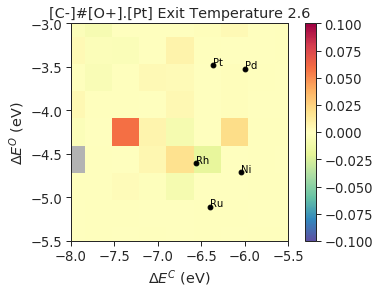 [C-]#[O+].[Pt] Exit Temperature 2.6
−3.0
−3.5
−4.0
−4.5
−5.0
−5.5
ΔE^O (eV)
Pt
Pd
Rh
Ni
Ru
−8.0 −7.5 −7.0 −6.5 −6.0 −5.5
ΔE^C (eV)
0.100
0.075
0.050
0.025
0.000
−0.025
−0.050
−0.075
−0.100